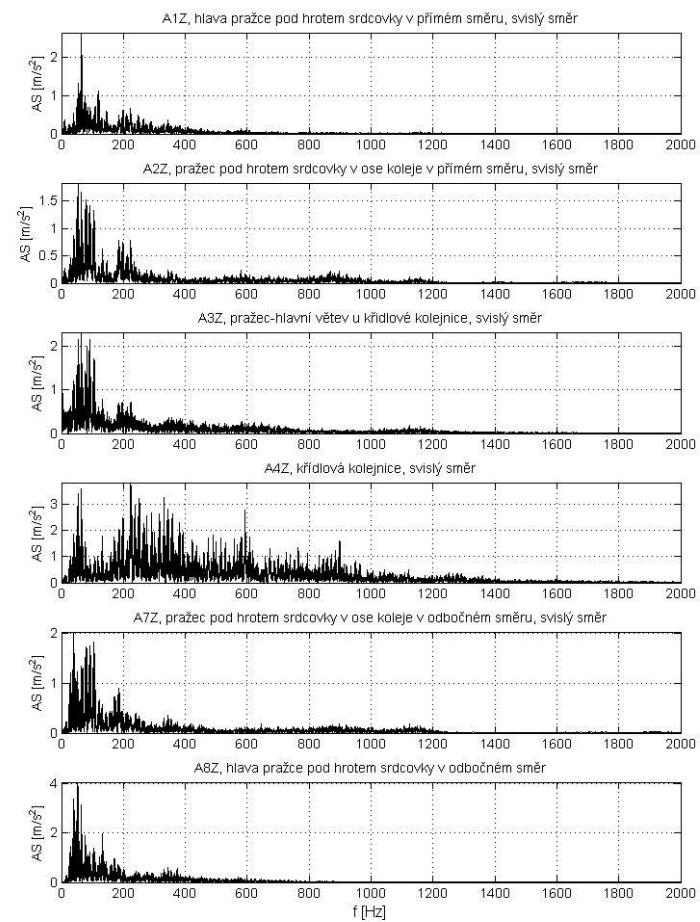 A1Z, hlava pražce pod hrotem srdcovky v přímém směru, svislý směr
AS [m/s²]
2
1
0
0 200 400 600 800 1000 1200 1400 1600 1800 2000
A2Z, pražec pod hrotem srdcovky v ose koleje v přímém směru, svislý směr
AS [m/s²]
1.5
1
0.5
0
0 200 400 600 800 1000 1200 1400 1600 1800 2000
A3Z, pražec-hlavní větev u křidlové kolejnice, svislý směr
AS [m/s²]
2
1
0
0 200 400 600 800 1000 1200 1400 1600 1800 2000
A4Z, křídlová kolejnice, svislý směr
AS [m/s²]
3
2
1
0
0 200 400 600 800 1000 1200 1400 1600 1800 2000
A7Z, pražec pod hrotem srdcovky v ose koleje v odbočném směru, svislý směr
AS [m/s²]
2
1
0
0 200 400 600 800 1000 1200 1400 1600 1800 2000
A8Z, hlava pražce pod hrotem srdcovky v odbočném směr
AS [m/s²]
4
2
0
0 200 400 600 800 1000 1200 1400 1600 1800 2000
f [Hz]